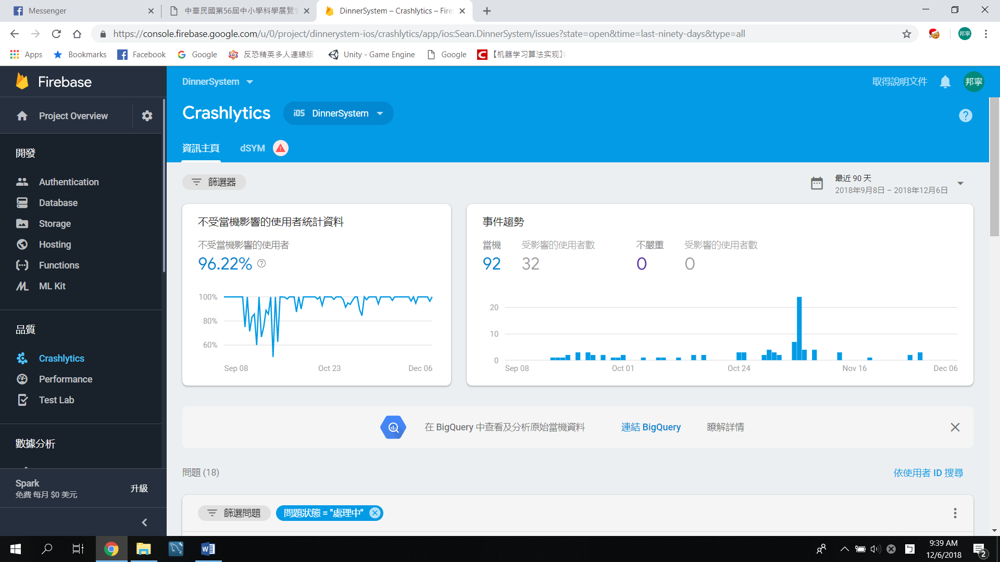 Messenger
中華民國第56屆中小學科學展覽會
DinnerSystem – Crashlytics – Fire
https://console.firebase.google.com/u/0/project/dinnerystem-ios/crashlytics/app/ios:Sean.DinnerSystem/issues?state=open&time=last-ninety-days&type=all
邦寧
Apps
Bookmarks
Facebook
Google
反恐精英多人連線版
Unity - Game Engine
Google
【机器学习算法实现】l
Firebase
DinnerSystem
取得說明文件
邦寧
Project Overview
Crashlytics
iOS DinnerSystem
資訊主頁
dSYM
開發
Authentication
Database
Storage
Hosting
Functions
ML Kit
品質
Crashlytics
Performance
Test Lab
數據分析
Spark
免費 每月 $0 美元
升級
篩選器
最近 90 天
2018年9月8日 – 2018年12月6日
不受當機影響的使用者統計資料
不受當機影響的使用者
96.22%
100%
80%
60%
Sep 08
Oct 23
Dec 06
事件趨勢
當機
受影響的使用者數
不嚴重
受影響的使用者數
92
32
0
0
20
10
0
Sep 08
Oct 01
Oct 24
Nov 16
Dec 06
在 BigQuery 中查看及分析原始當機資料
連結 BigQuery
瞭解詳情
問題 (18)
依使用者 ID 搜尋
篩選問題
問題狀態 = "處理中"
9:39 AM
12/6/2018
2